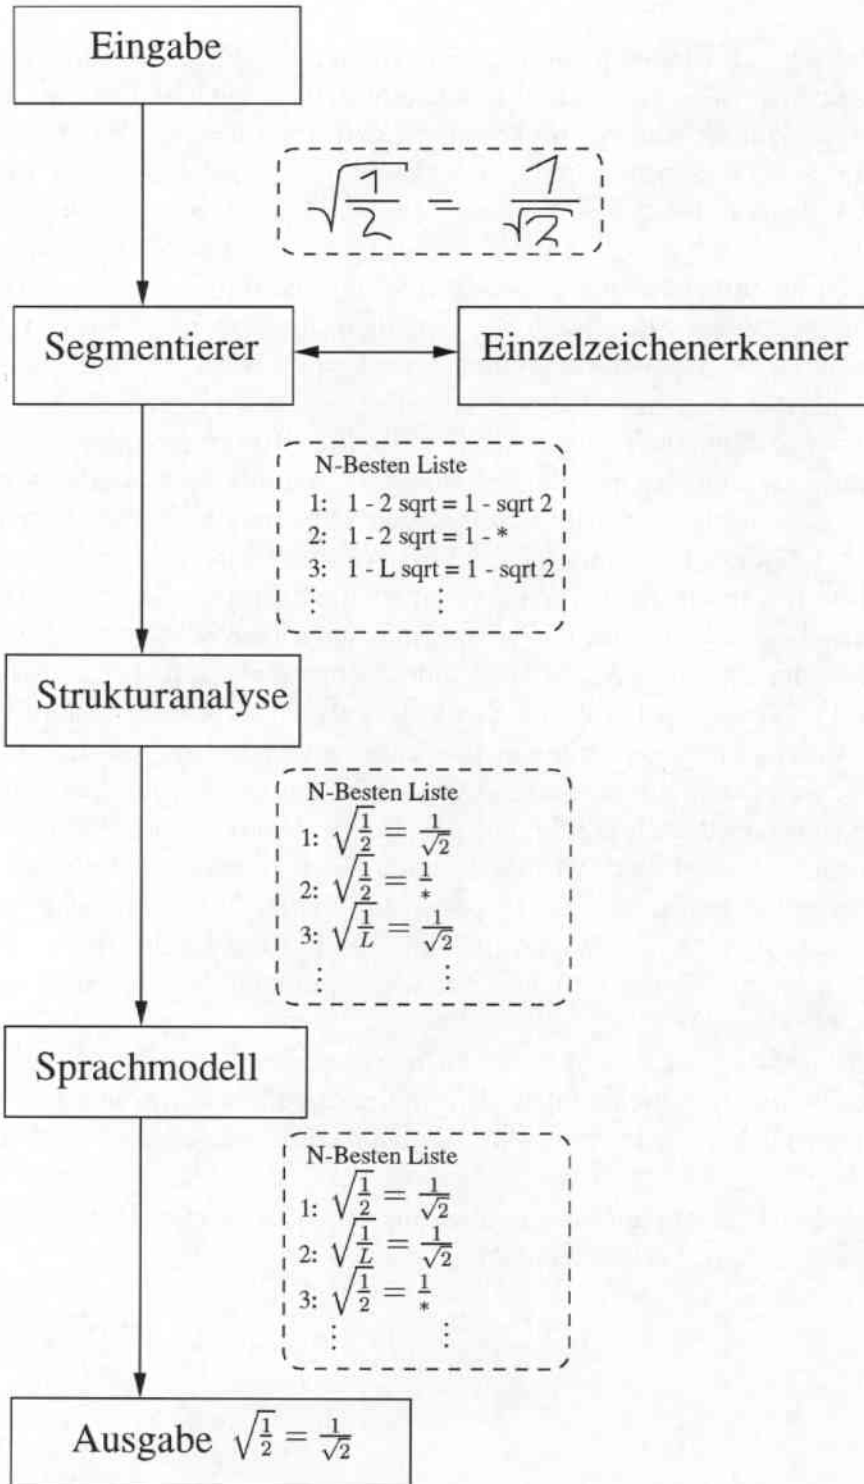 Eingabe
√(1/2) = 1/√2
Segmentierer
Einzelzeichenerkenner
N-Besten Liste
1: 1 - 2 sqrt = 1 - sqrt 2
2: 1 - 2 sqrt = 1 - *
3: 1 - L sqrt = 1 - sqrt 2
⋮ ⋮
Strukturanalyse
N-Besten Liste
1: √(1/2) = 1/√2
2: √(1/2) = 1/*
3: √(1/L) = 1/√2
⋮ ⋮
Sprachmodell
N-Besten Liste
1: √(1/2) = 1/√2
2: √(1/L) = 1/√2
3: √(1/2) = 1/*
⋮ ⋮
Ausgabe √(1/2) = 1/√2